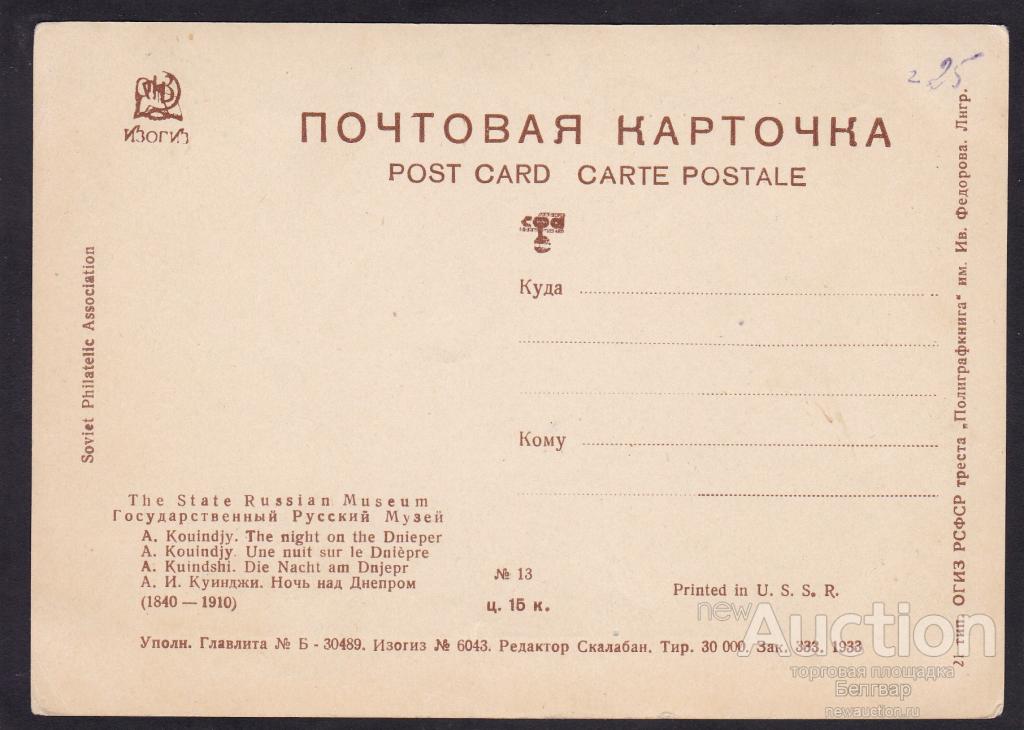 г 25
ИЗОГИЗ
ПОЧТОВАЯ КАРТОЧКА
POST CARD CARTE POSTALE
СФА
Куда
Кому
Soviet Philatelic Association
The State Russian Museum
Государственный Русский Музей
A. Kouindjy. The night on the Dnieper
A. Kouindjy. Une nuit sur le Dnièpre
A. Kuindshi. Die Nacht am Dnjepr
А. И. Куинджи. Ночь над Днепром
(1840 — 1910)
№ 13
ц. 15 к.
Printed in U. S. S. R.
Уполн. Главлита № Б - 30489. Изогиз № 6043. Редактор Скалабан. Тир. 30 000. Зак. 333. 1933
21 тип. ОГИЗ РСФСР треста „Полиграфкнига“ им. Ив. Федорова. Лнгр.
newAuction
торговая площадка
Белгвар
newauction.ru